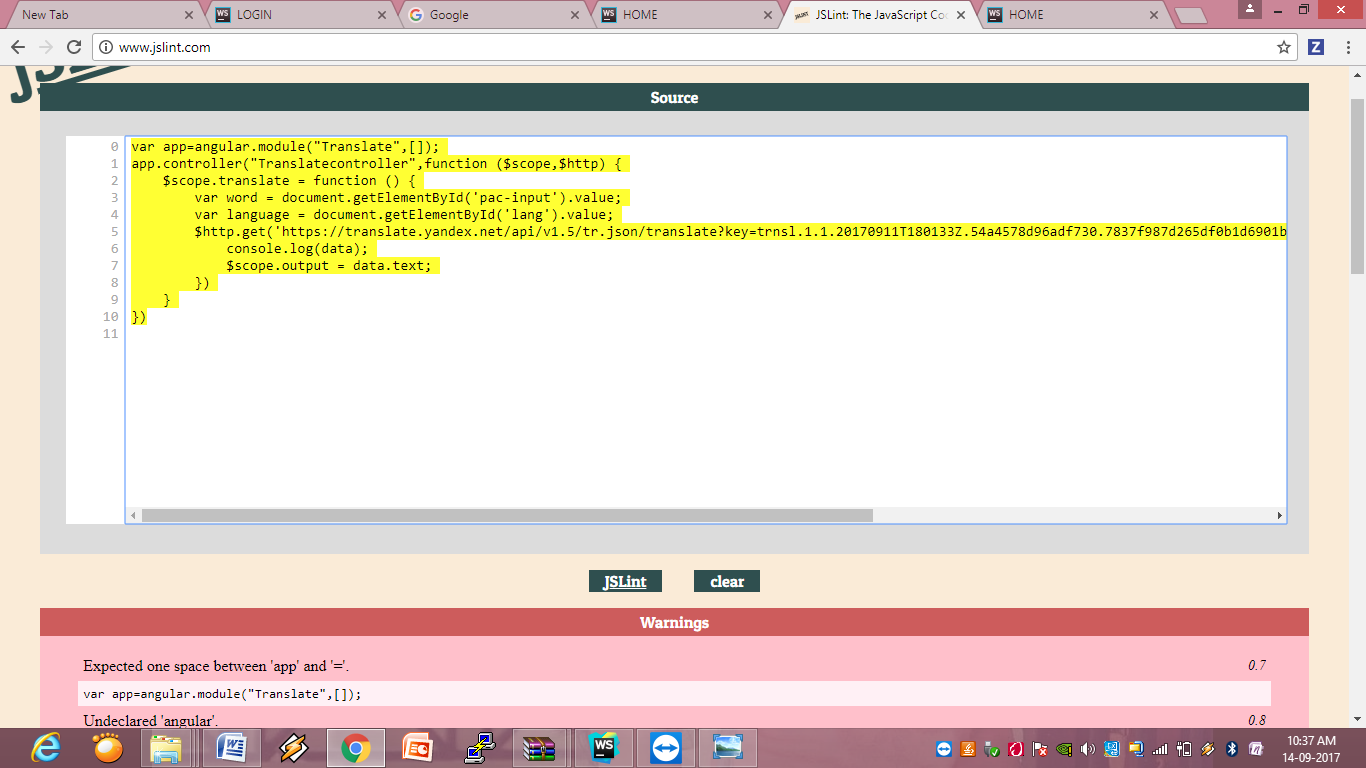 New Tab
LOGIN
Google
HOME
JSLint: The JavaScript Co
HOME
www.jslint.com
Source
0 var app=angular.module("Translate",[]);
1 app.controller("Translatecontroller",function ($scope,$http) {
2 $scope.translate = function () {
3 var word = document.getElementById('pac-input').value;
4 var language = document.getElementById('lang').value;
5 $http.get('https://translate.yandex.net/api/v1.5/tr.json/translate?key=trnsl.1.1.20170911T180133Z.54a4578d96adf730.7837f987d265df0b1d6901b
6 console.log(data);
7 $scope.output = data.text;
8 })
9 }
10 })
11
JSLint
clear
Warnings
Expected one space between 'app' and '='. 0.7
var app=angular.module("Translate",[]);
Undeclared 'angular'. 0.8
10:37 AM
14-09-2017